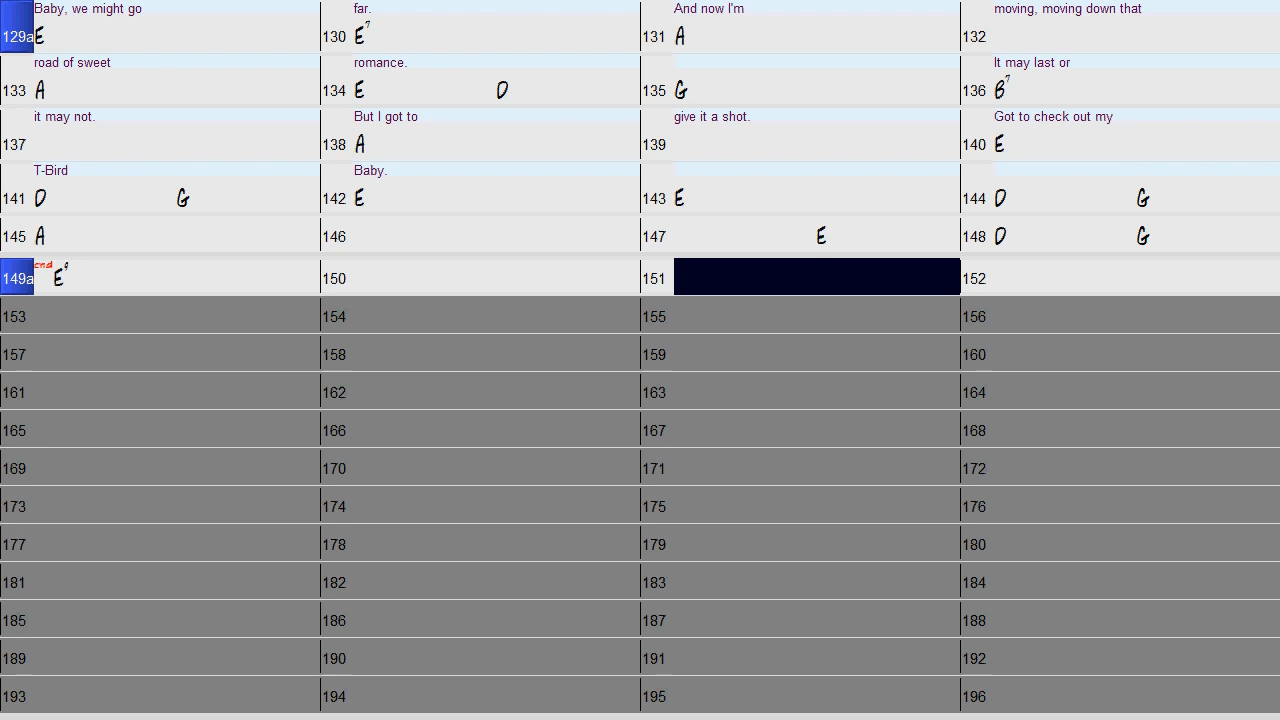 Baby, we might go far. And now I'm moving, moving down that
129a E 130 E7 131 A 132
road of sweet romance. It may last or
133 A 134 E D 135 G 136 B7
it may not. But I got to give it a shot. Got to check out my
137 138 A 139 140 E
T-Bird Baby.
141 D G 142 E 143 E 144 D G
145 A 146 147 E 148 D G
end
149a E9 150 151 152
153 154 155 156
157 158 159 160
161 162 163 164
165 166 167 168
169 170 171 172
173 174 175 176
177 178 179 180
181 182 183 184
185 186 187 188
189 190 191 192
193 194 195 196